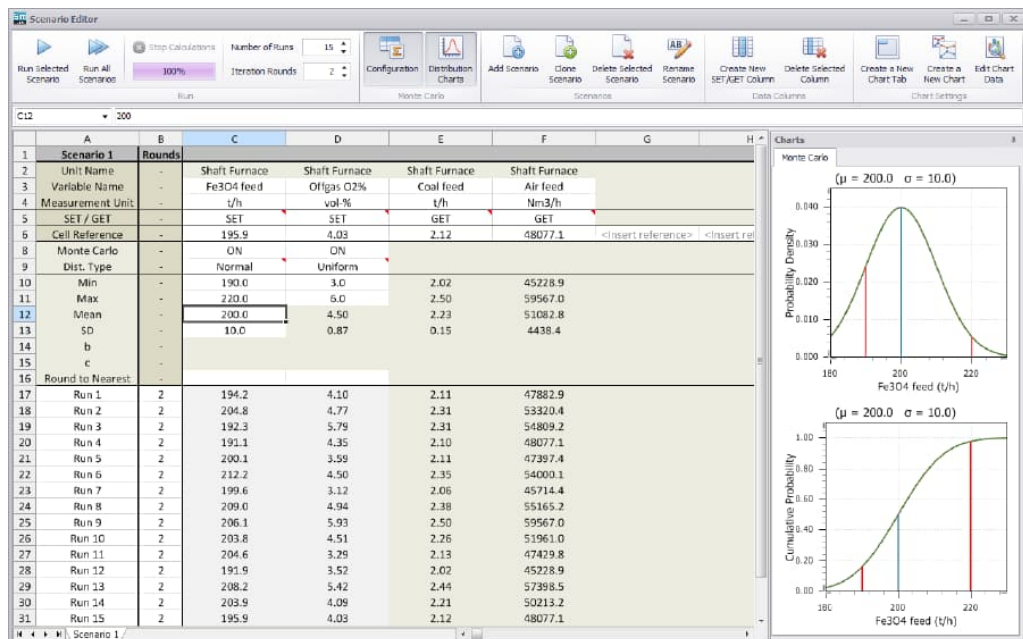 Scenario Editor
Run Selected Scenario
Run All Scenarios
Stop Calculations
100%
Number of Runs 15
Iteration Rounds 2
Run
Configuration
Distribution Charts
Monte Carlo
Add Scenario
Clone Scenario
Delete Selected Scenario
Rename Scenario
Scenarios
Create New SET/GET Column
Delete Selected Column
Data Columns
Create a New Chart Tab
Create a New Chart
Edit Chart Data
Chart Settings
C12 200
A B C D E F G H
1 Scenario 1 Rounds
2 Unit Name - Shaft Furnace Shaft Furnace Shaft Furnace Shaft Furnace
3 Variable Name - Fe3O4 feed Offgas O2% Coal feed Air feed
4 Measurement Unit - t/h vol-% t/h Nm3/h
5 SET / GET - SET SET GET GET
6 Cell Reference - 195.9 4.03 2.12 48077.1 <Insert reference> <Insert ref
8 Monte Carlo - ON ON
9 Dist. Type - Normal Uniform
10 Min - 190.0 3.0 2.02 45228.9
11 Max - 220.0 6.0 2.50 59567.0
12 Mean - 200.0 4.50 2.23 51082.8
13 SD - 10.0 0.87 0.15 4438.4
14 b -
15 c -
16 Round to Nearest -
17 Run 1 2 194.2 4.10 2.11 47882.9
18 Run 2 2 204.8 4.77 2.31 53320.4
19 Run 3 2 192.3 5.79 2.31 54809.2
20 Run 4 2 191.1 4.35 2.10 48077.1
21 Run 5 2 200.1 3.59 2.11 47397.4
22 Run 6 2 212.2 4.50 2.35 54000.1
23 Run 7 2 199.6 3.12 2.06 45714.4
24 Run 8 2 209.0 4.94 2.38 55165.2
25 Run 9 2 206.1 5.93 2.50 59567.0
26 Run 10 2 203.8 4.51 2.26 51961.0
27 Run 11 2 204.6 3.29 2.13 47429.8
28 Run 12 2 191.9 3.52 2.02 45228.9
29 Run 13 2 208.2 5.42 2.44 57398.5
30 Run 14 2 203.9 4.09 2.21 50213.2
31 Run 15 2 195.9 4.03 2.12 48077.1
Scenario 1
Charts
Monte Carlo
(μ = 200.0 σ = 10.0)
Probability Density
0.040
0.030
0.020
0.010
0.000
180 200 220
Fe3O4 feed (t/h)
(μ = 200.0 σ = 10.0)
Cumulative Probability
1.00
0.80
0.60
0.40
0.20
0.00
180 200 220
Fe3O4 feed (t/h)